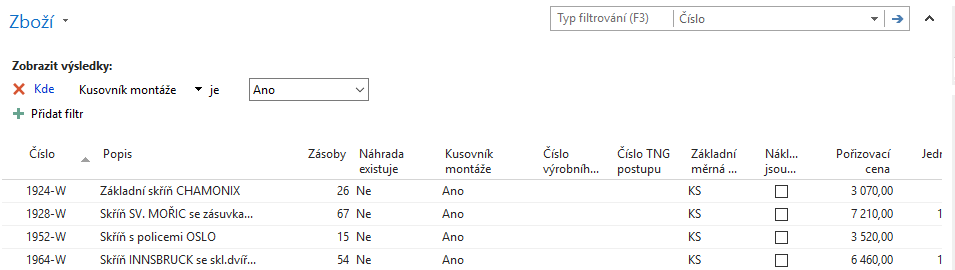 Zboží
Typ filtrování (F3) Číslo
Zobrazit výsledky:
Kde Kusovník montáže je Ano
Přidat filtr
Číslo Popis Zásoby Náhrada existuje Kusovník montáže Číslo výrobního... Číslo TNG postupu Základní měrná ... Nákl... jsou... Pořizovací cena Jedr
1924-W Základní skříň CHAMONIX 26 Ne Ano KS 3 070,00
1928-W Skříň SV. MOŘIC se zásuvka... 67 Ne Ano KS 7 210,00 1
1952-W Skříň s policemi OSLO 15 Ne Ano KS 3 520,00
1964-W Skříň INNSBRUCK se skl.dvíř... 54 Ne Ano KS 6 460,00 1